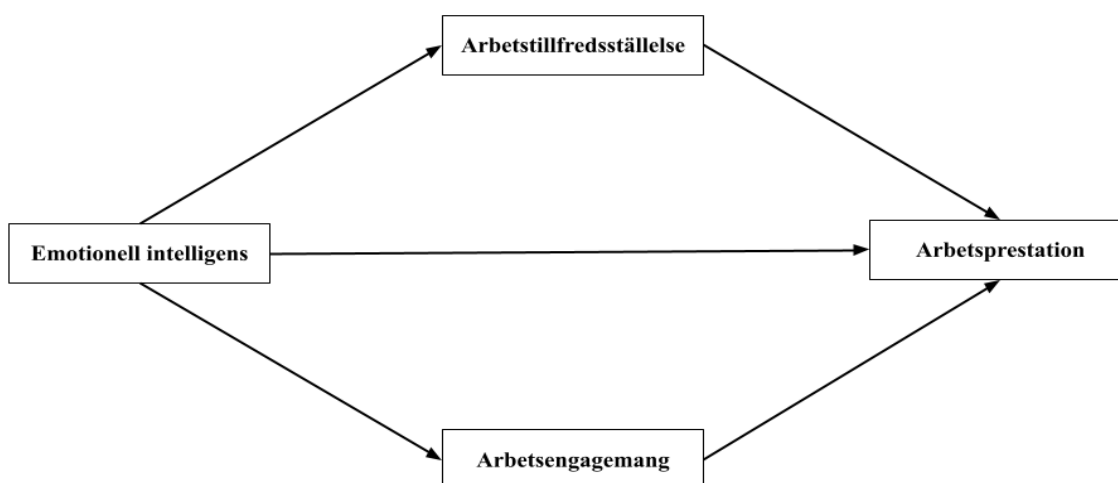 Arbetstillfredsställelse
Emotionell intelligens
Arbetsprestation
Arbetsengagemang